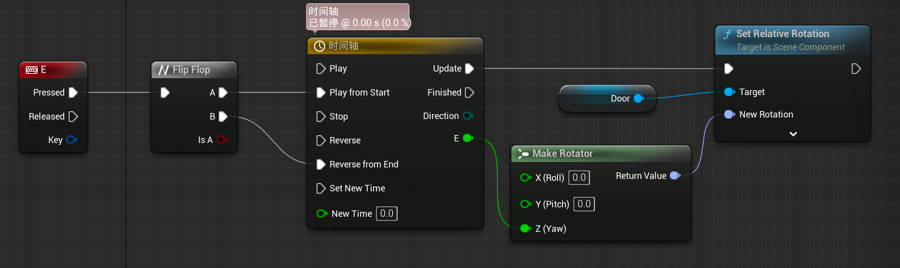 时间轴
已暂停 @ 0.00 s (0.0 %)
E
Pressed
Released
Key
Flip Flop
A
B
Is A
时间轴
Play
Update
Play from Start
Finished
Stop
Direction
Reverse
E
Reverse from End
Set New Time
New Time 0.0
Door
Make Rotator
X (Roll) 0.0
Return Value
Y (Pitch) 0.0
Z (Yaw)
f Set Relative Rotation
Target is Scene Component
Target
New Rotation